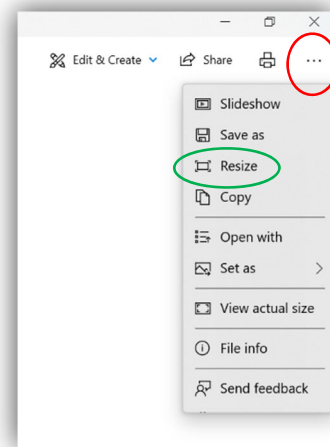 Edit & Create Share
Slideshow
Save as
Resize
Copy
Open with
Set as
View actual size
File info
Send feedback